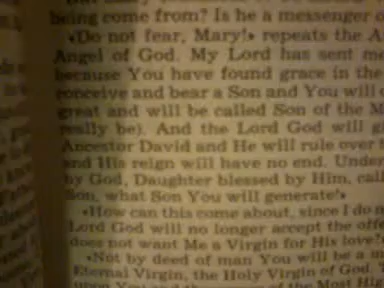 being come from? Is he a messenger
«Do not fear, Mary!» repeats the
Angel of God. My Lord has sent me
because You have found grace in the
conceive and bear a Son and You will
great and will be called Son of the
really be). And the Lord God will
Ancestor David and He will rule over
and His reign will have no end.
by God, Daughter blessed by Him,
Son, what Son You will generate!»
«How can this come about, since I do
Lord God will no longer accept the
does not want Me a Virgin for His love?
«Not by deed of man You will be a
Eternal Virgin, the Holy Virgin of God.
of the Most